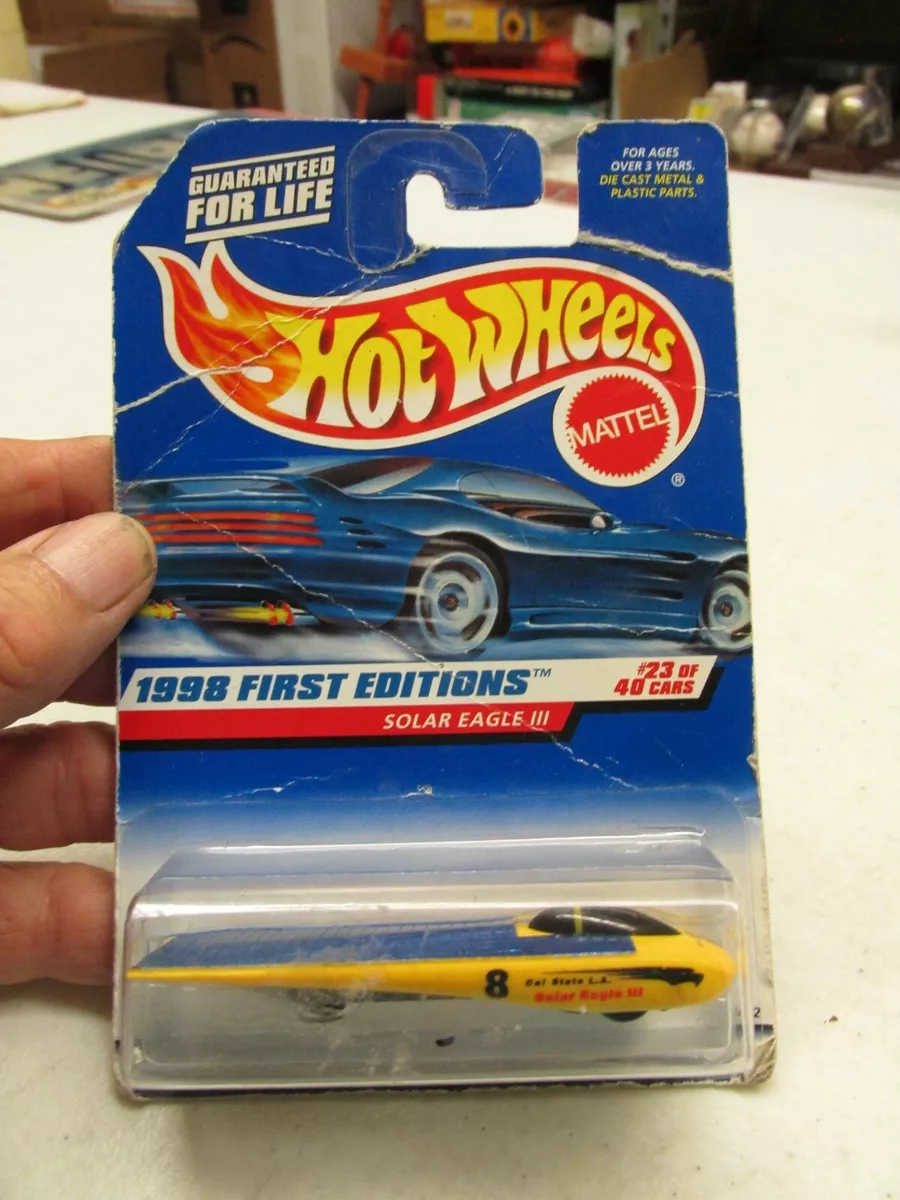 GUARANTEED
FOR LIFE
FOR AGES
OVER 3 YEARS.
DIE CAST METAL &
PLASTIC PARTS.
HOT WHEELS
MATTEL
®
1998 FIRST EDITIONS™
#23 OF
40 CARS
SOLAR EAGLE III
8
Cal State L.A.
Solar Eagle III